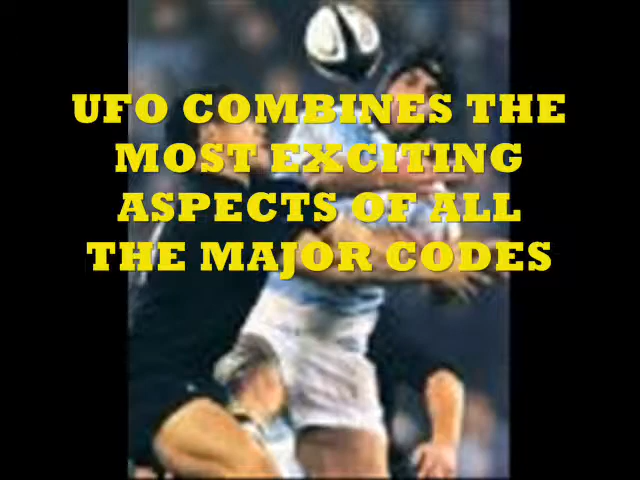 UFO COMBINES THE
MOST EXCITING
ASPECTS OF ALL
THE MAJOR CODES